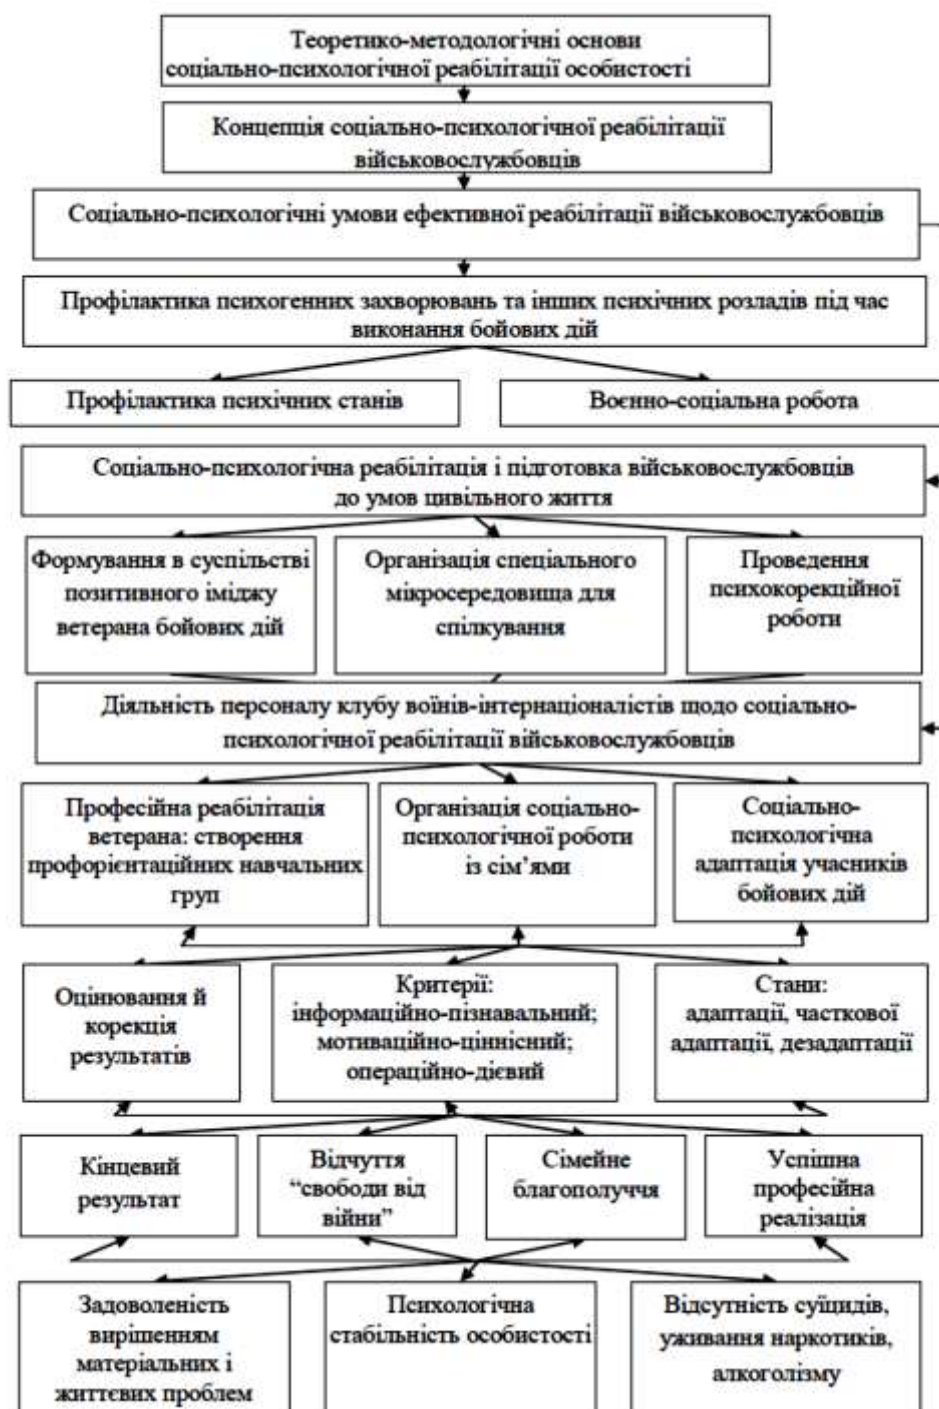 Теоретико-методологічні основи
соціально-психологічної реабілітації особистості
Концепція соціально-психологічної реабілітації
військовослужбовців
Соціально-психологічні умови ефективної реабілітації військовослужбовців
Профілактика психогенних захворювань та інших психічних розладів під час
виконання бойових дій
Профілактика психічних станів
Воєнно-соціальна робота
Соціально-психологічна реабілітація і підготовка військовослужбовців
до умов цивільного життя
Формування в суспільстві
позитивного іміджу
ветерана бойових дій
Організація спеціального
мікросередовища для
спілкування
Проведення
психокорекційної
роботи
Діяльність персоналу клубу воїнів-інтернаціоналістів щодо соціально-
психологічної реабілітації військовослужбовців
Професійна реабілітація
ветерана: створення
профорієнтаційних навчальних
груп
Організація соціально-
психологічної роботи
із сім’ями
Соціально-
психологічна
адаптація учасників
бойових дій
Оцінювання й
корекція
результатів
Критерії:
інформаційно-пізнавальний;
мотиваційно-ціннісний;
операційно-дієвий
Стани:
адаптації, часткової
адаптації, дезадаптації
Кінцевий
результат
Відчуття
“свободи від
війни”
Сімейне
благополуччя
Успішна
професійна
реалізація
Задоволеність
вирішенням
матеріальних і
життєвих проблем
Психологічна
стабільність особистості
Відсутність суїцидів,
уживання наркотиків,
алкоголізму